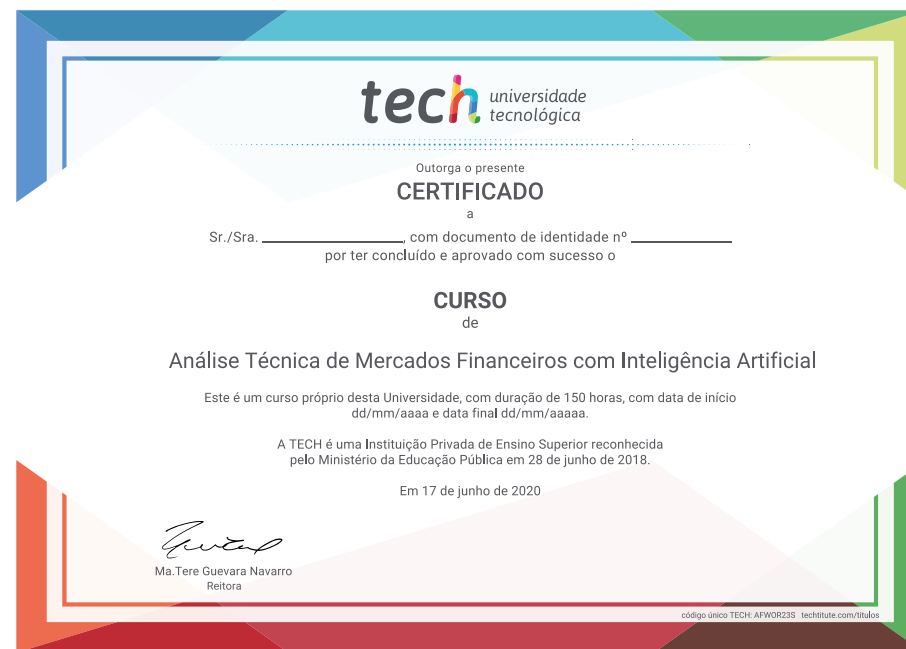 tech universidade
tecnológica
Outorga o presente
CERTIFICADO
a
Sr./Sra. ____________________, com documento de identidade nº ______________
por ter concluído e aprovado com sucesso o
CURSO
de
Análise Técnica de Mercados Financeiros com Inteligência Artificial
Este é um curso próprio desta Universidade, com duração de 150 horas, com data de início
dd/mm/aaaa e data final dd/mm/aaaaa.
A TECH é uma Instituição Privada de Ensino Superior reconhecida
pelo Ministério da Educação Pública em 28 de junho de 2018.
Em 17 de junho de 2020
Ma.Tere Guevara Navarro
Reitora
código único TECH: AFWOR23S techtitute.com/titulos